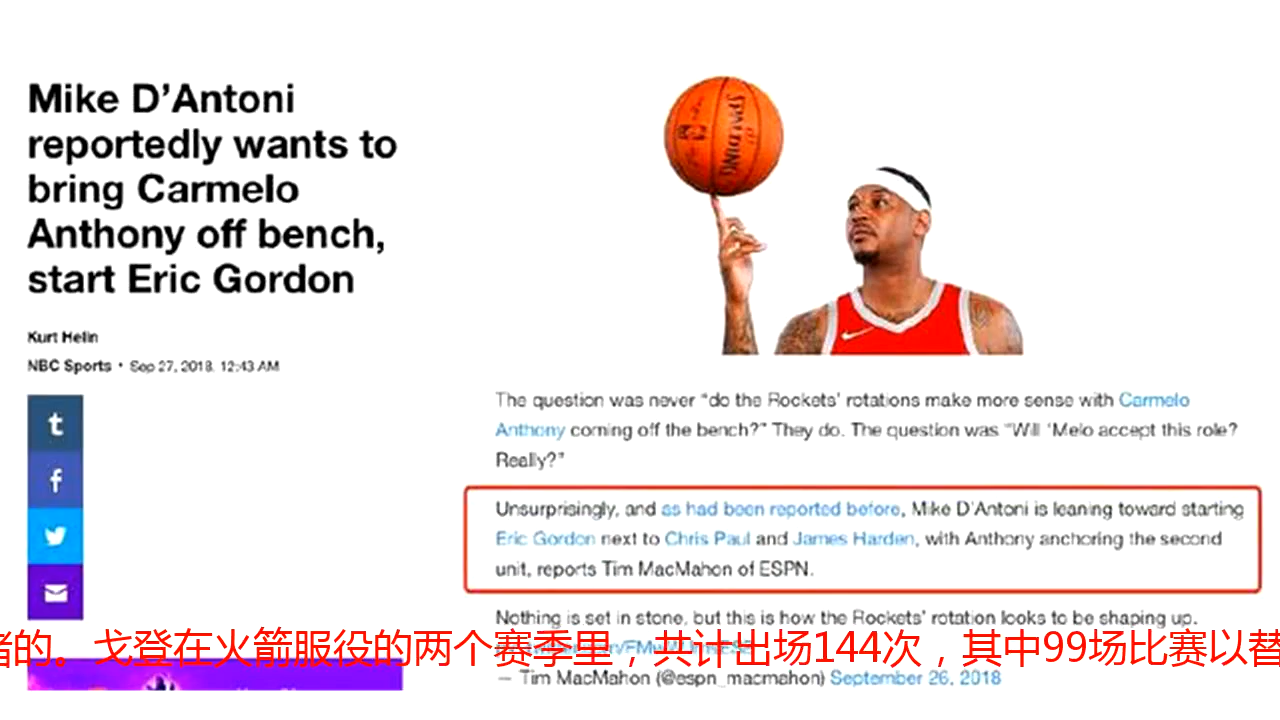 Mike D’Antoni
reportedly wants to
bring Carmelo
Anthony off bench,
start Eric Gordon
Kurt Helin
NBC Sports • Sep 27, 2018, 12:43 AM
t
f
SPALDING
The question was never “do the Rockets’ rotations make more sense with Carmelo
Anthony coming off the bench?” They do. The question was “Will ‘Melo accept this role?
Really?”
Unsurprisingly, and as had been reported before, Mike D’Antoni is leaning toward starting
Eric Gordon next to Chris Paul and James Harden, with Anthony anchoring the second
unit, reports Tim MacMahon of ESPN.
Nothing is set in stone, but this is how the Rockets’ rotation looks to be shaping up.
的。戈登在火箭服役的两个赛季里，共计出场144次，其中99场比赛以替
— Tim MacMahon (@espn_macmahon) September 26, 2018